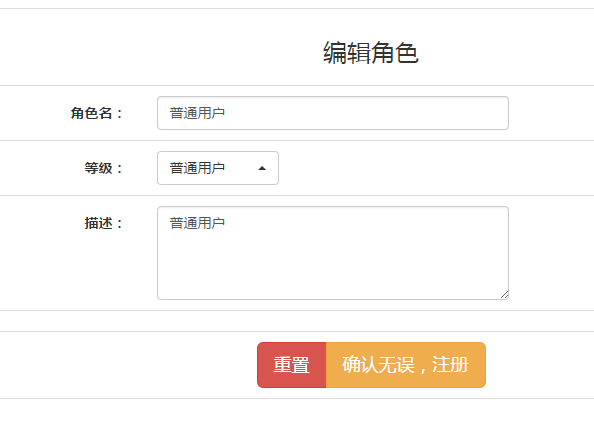 编辑角色
角色名： 普通用户
等级： 普通用户
描述： 普通用户
重置 确认无误，注册